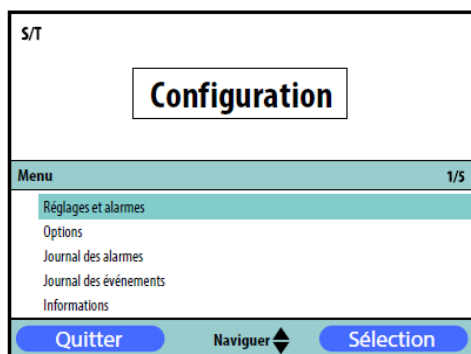 S/T
Configuration
Menu 1/5
Réglages et alarmes
Options
Journal des alarmes
Journal des événements
Informations
Quitter Naviguer Sélection